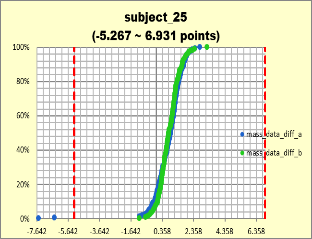 subject_25
(-5.267 ~ 6.931 points)
100%
80%
60%
40%
20%
0%
mass_data_diff_a
mass_data_diff_b
-7.642 -5.642 -3.642 -1.642 0.358 2.358 4.358 6.358